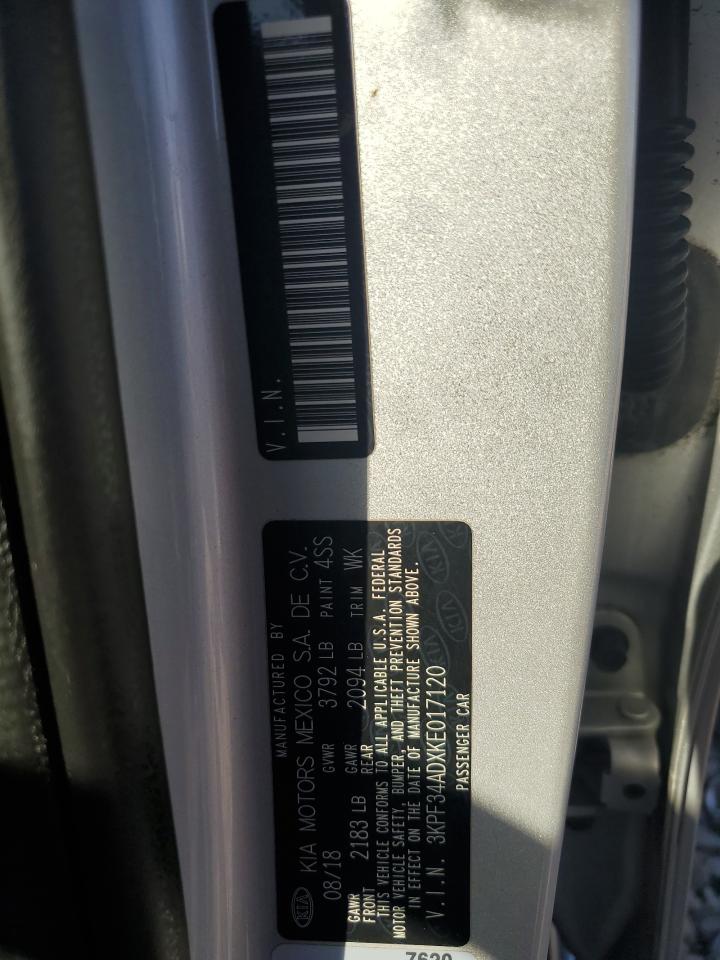 V.I.N.
MANUFACTURED BY
KIA KIA MOTORS MEXICO S.A. DE C.V.
08/18 GVWR 3792 LB PAINT 4SS
GAWR FRONT 2183 LB GAWR REAR 2094 LB TRIM WK
THIS VEHICLE CONFORMS TO ALL APPLICABLE U.S.A. FEDERAL
MOTOR VEHICLE SAFETY, BUMPER, AND THEFT PREVENTION STANDARDS
IN EFFECT ON THE DATE OF MANUFACTURE SHOWN ABOVE.
V.I.N. 3KPF34ADXKE017120
PASSENGER CAR
7620